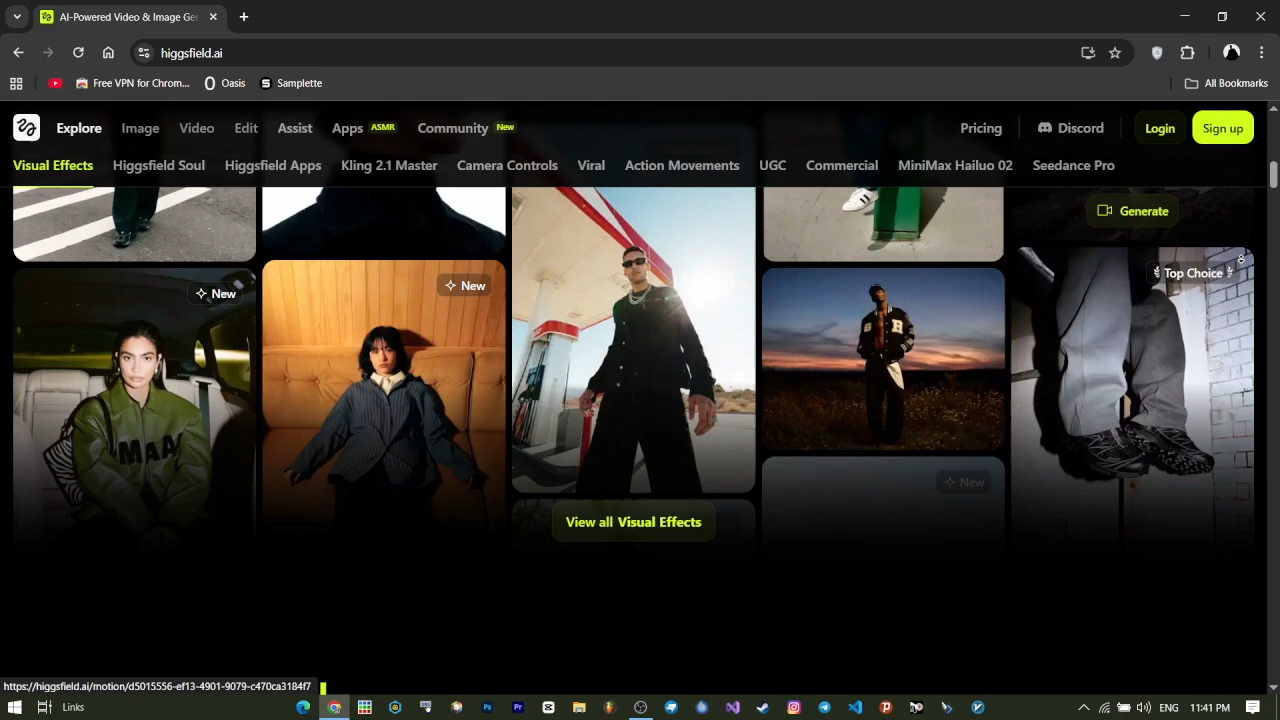 AI-Powered Video & Image Ger
higgsfield.ai
Free VPN for Chrom...
Oasis
Samplette
All Bookmarks
Explore
Image
Video
Edit
Assist
Apps ASMR
Community New
Pricing
Discord
Login
Sign up
Visual Effects
Higgsfield Soul
Higgsfield Apps
Kling 2.1 Master
Camera Controls
Viral
Action Movements
UGC
Commercial
MiniMax Hailuo 02
Seedance Pro
Generate
New
New
Top Choice
MAA
New
View all Visual Effects
https://higgsfield.ai/motion/d5015556-ef13-4901-9079-c470ca3184f7
Links
ENG
11:41 PM